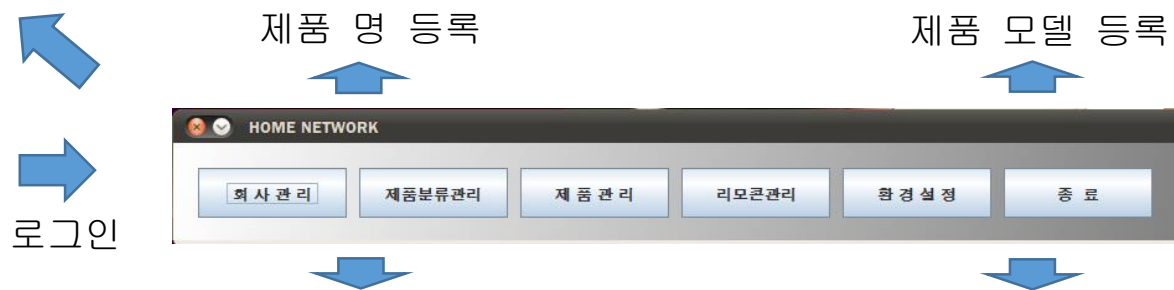 제품 명 등록
제품 모델 등록
HOME NETWORK
회 사 관 리
제품분류관리
제 품 관 리
리모콘관리
환 경 설 정
종 료
로그인